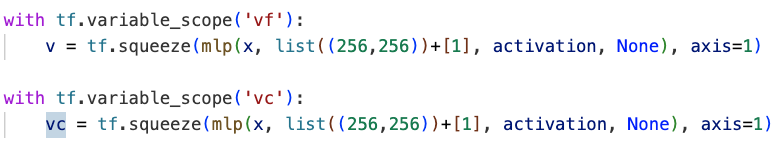 with tf.variable_scope('vf'):
    v = tf.squeeze(mlp(x, list((256,256))+[1], activation, None), axis=1)
with tf.variable_scope('vc'):
    vc = tf.squeeze(mlp(x, list((256,256))+[1], activation, None), axis=1)